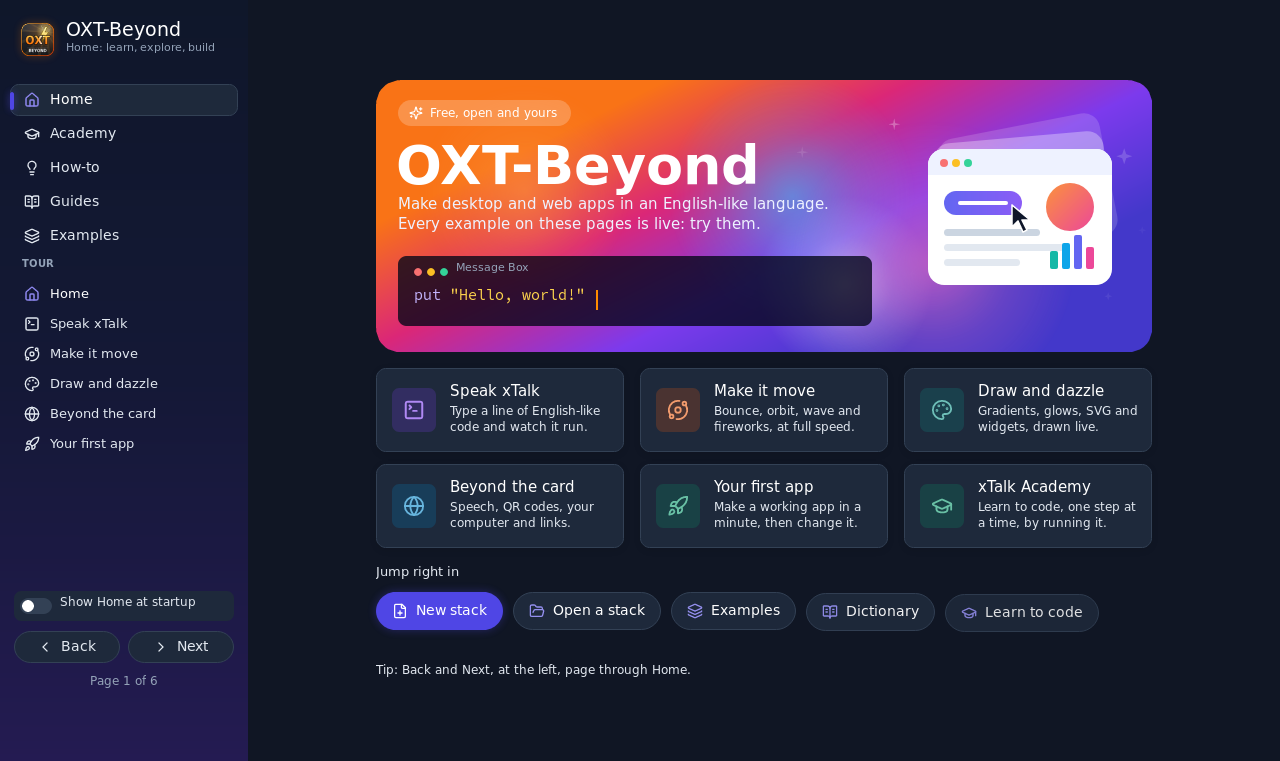 OXT
BEYOND
OXT-Beyond
Home: learn, explore, build
Home
Academy
How-to
Guides
Examples
TOUR
Home
Speak xTalk
Make it move
Draw and dazzle
Beyond the card
Your first app
Show Home at startup
Back
Next
Page 1 of 6
Free, open and yours
OXT-Beyond
Make desktop and web apps in an English-like language.
Every example on these pages is live: try them.
Message Box
put "Hello, world!"
Speak xTalk
Type a line of English-like
code and watch it run.
Make it move
Bounce, orbit, wave and
fireworks, at full speed.
Draw and dazzle
Gradients, glows, SVG and
widgets, drawn live.
Beyond the card
Speech, QR codes, your
computer and links.
Your first app
Make a working app in a
minute, then change it.
xTalk Academy
Learn to code, one step at
a time, by running it.
Jump right in
New stack
Open a stack
Examples
Dictionary
Learn to code
Tip: Back and Next, at the left, page through Home.